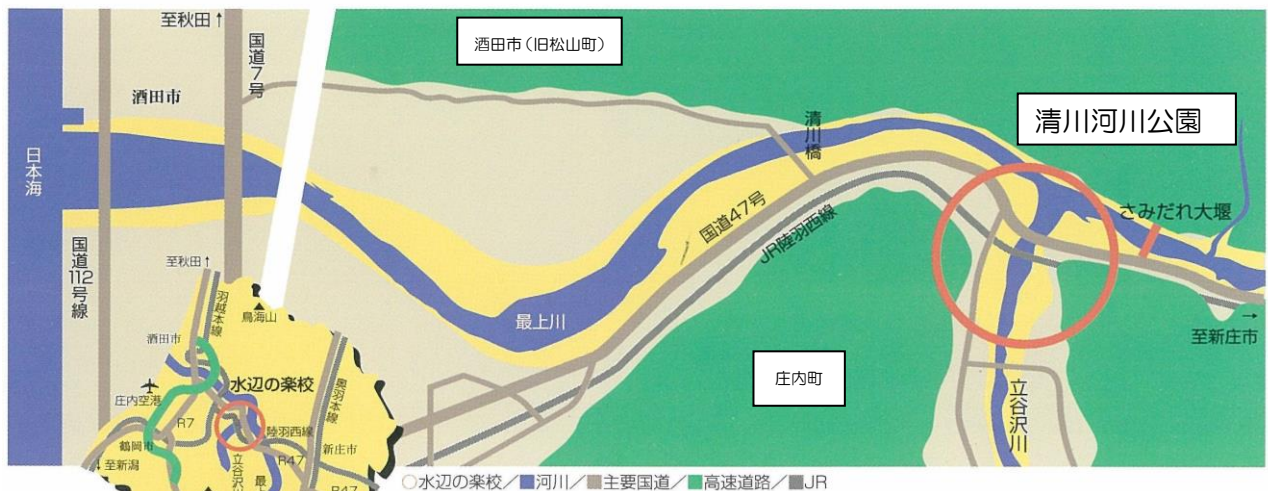 至秋田↑
国道7号
酒田市(旧松山町)
酒田市
清川河川公園
清川橋
日本海
さみだれ大堰
国道47号
JR陸羽西線
国道112号線
至秋田↑
羽越本線
鳥海山
最上川
→
至新庄市
酒田市
水辺の楽校
奥羽本線
庄内町
庄内空港
立谷沢川
R7
陸羽西線
鶴岡市
新庄市
R47
↓至新潟
立谷沢
最上
R47
○水辺の楽校/■河川/■主要国道/■高速道路/■JR